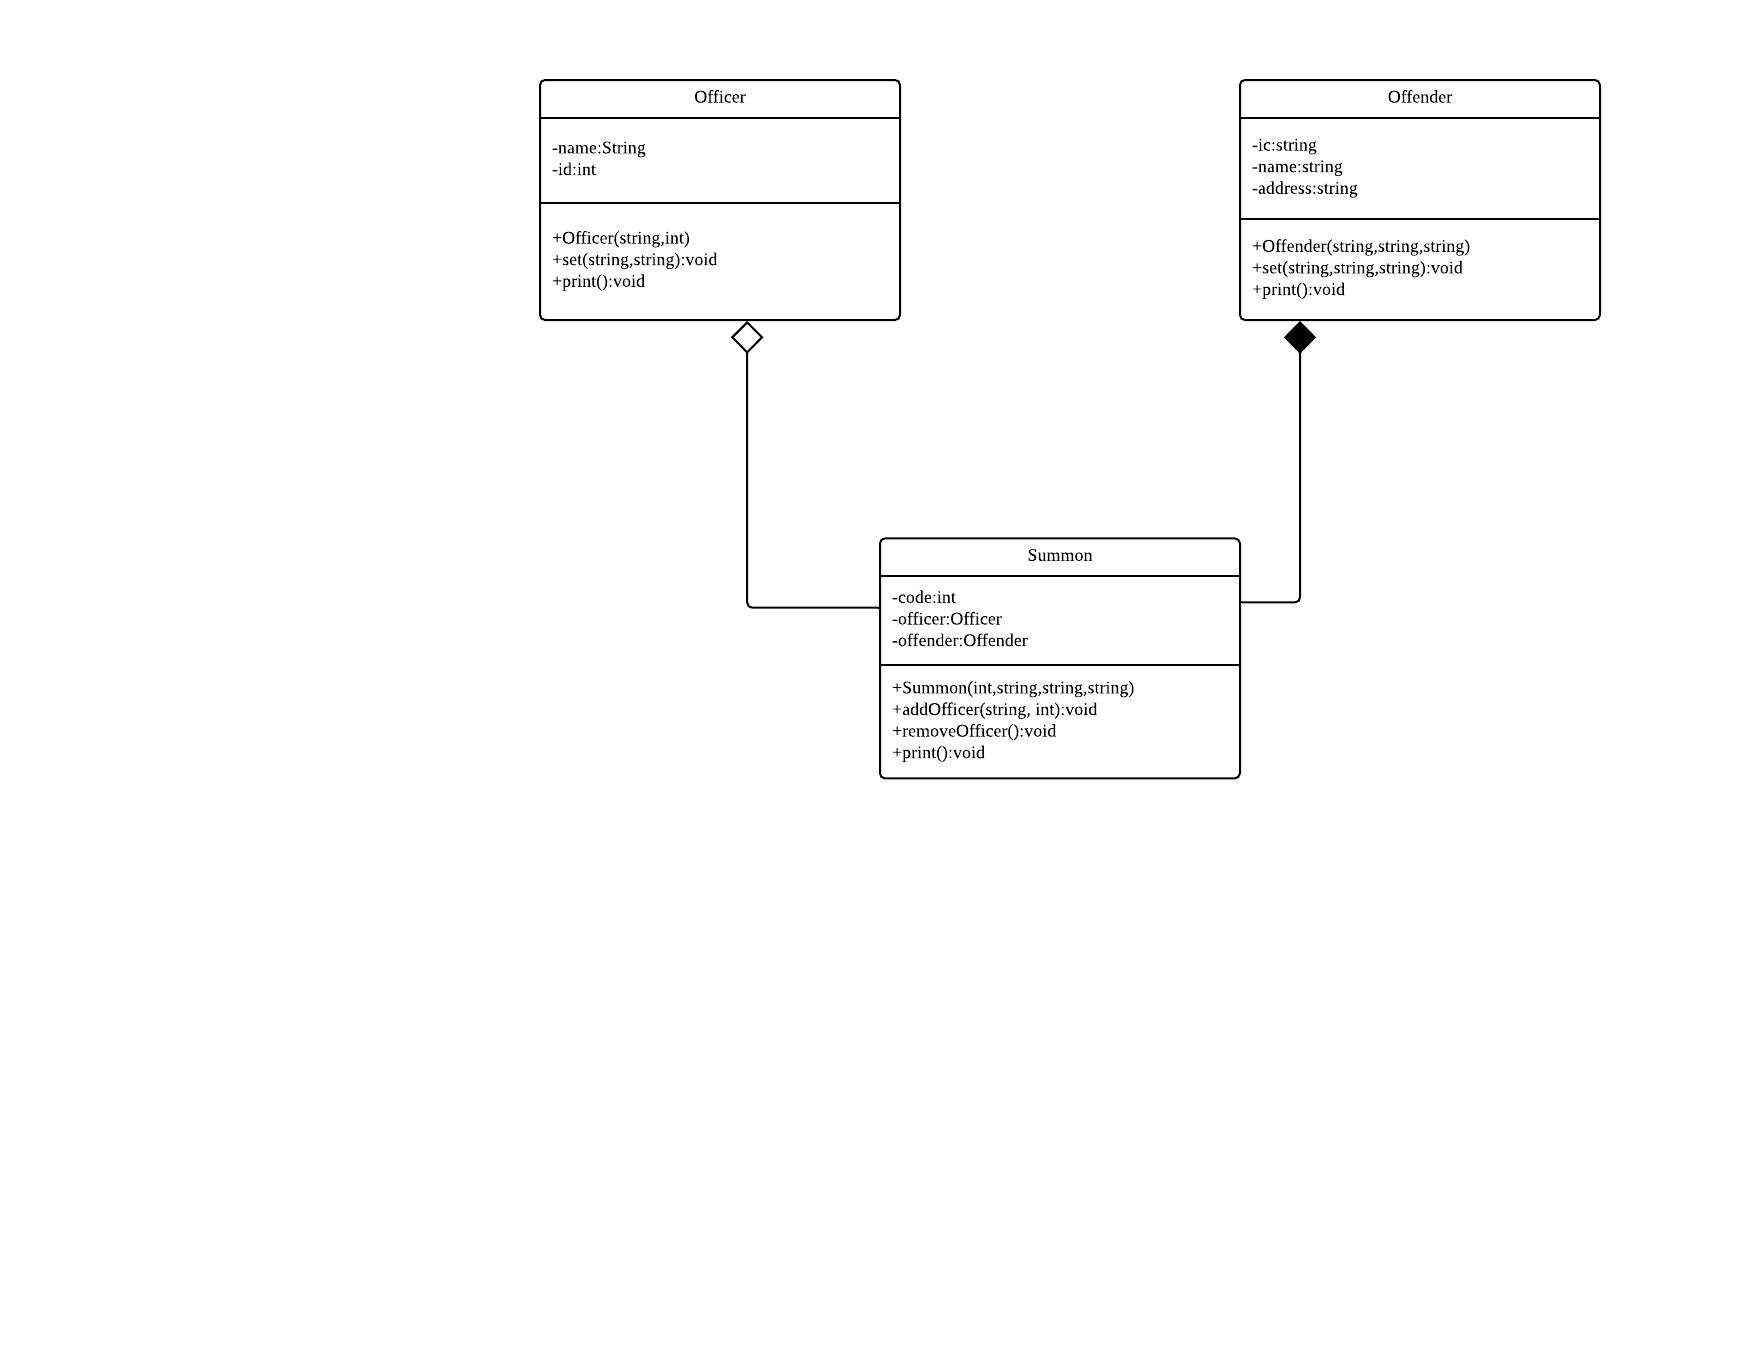 Officer
-name:String
-id:int
+Officer(string,int)
+set(string,string):void
+print():void
Offender
-ic:string
-name:string
-address:string
+Offender(string,string,string)
+set(string,string,string):void
+print():void
Summon
-code:int
-officer:Officer
-offender:Offender
+Summon(int,string,string,string)
+addOfficer(string, int):void
+removeOfficer():void
+print():void